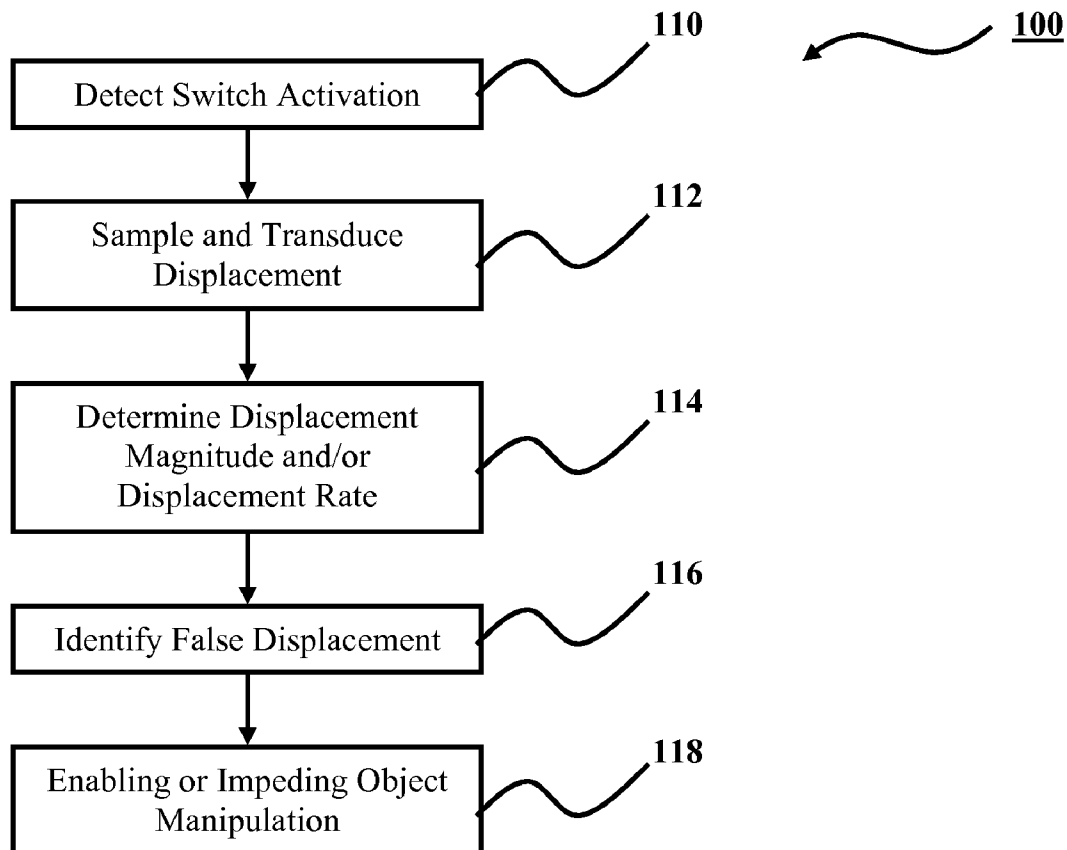 110
100
Detect Switch Activation
112
Sample and Transduce
Displacement
114
Determine Displacement
Magnitude and/or
Displacement Rate
116
Identify False Displacement
118
Enabling or Impeding Object
Manipulation